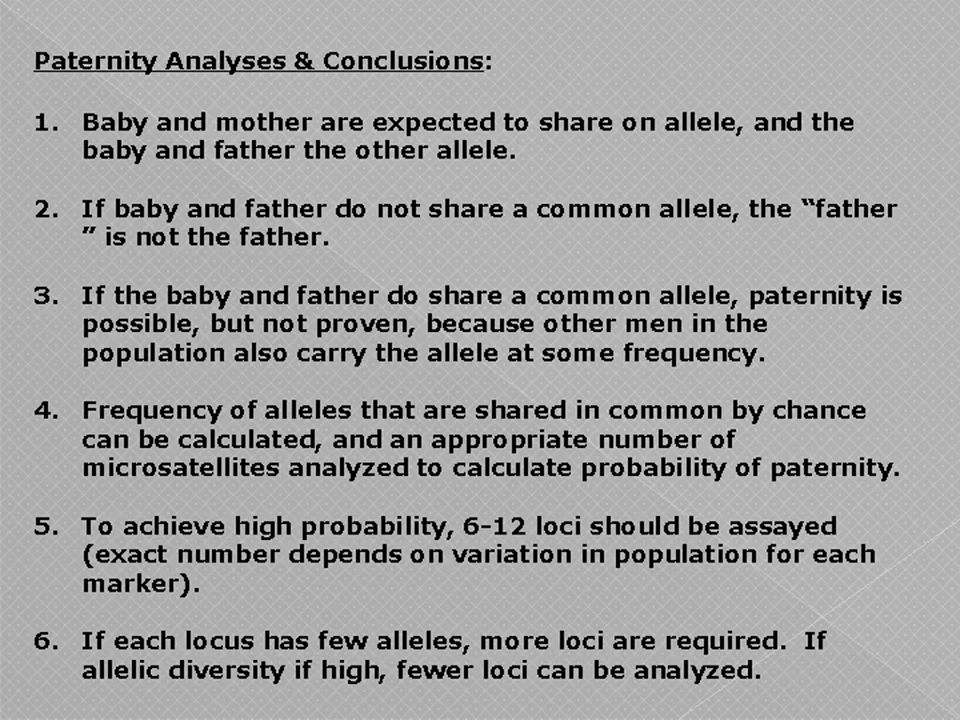 Paternity Analyses & Conclusions:
1. Baby and mother are expected to share on allele, and the
baby and father the other allele.
2. If baby and father do not share a common allele, the “father
” is not the father.
3. If the baby and father do share a common allele, paternity is
possible, but not proven, because other men in the
population also carry the allele at some frequency.
4. Frequency of alleles that are shared in common by chance
can be calculated, and an appropriate number of
microsatellites analyzed to calculate probability of paternity.
5. To achieve high probability, 6-12 loci should be assayed
(exact number depends on variation in population for each
marker).
6. If each locus has few alleles, more loci are required. If
allelic diversity if high, fewer loci can be analyzed.